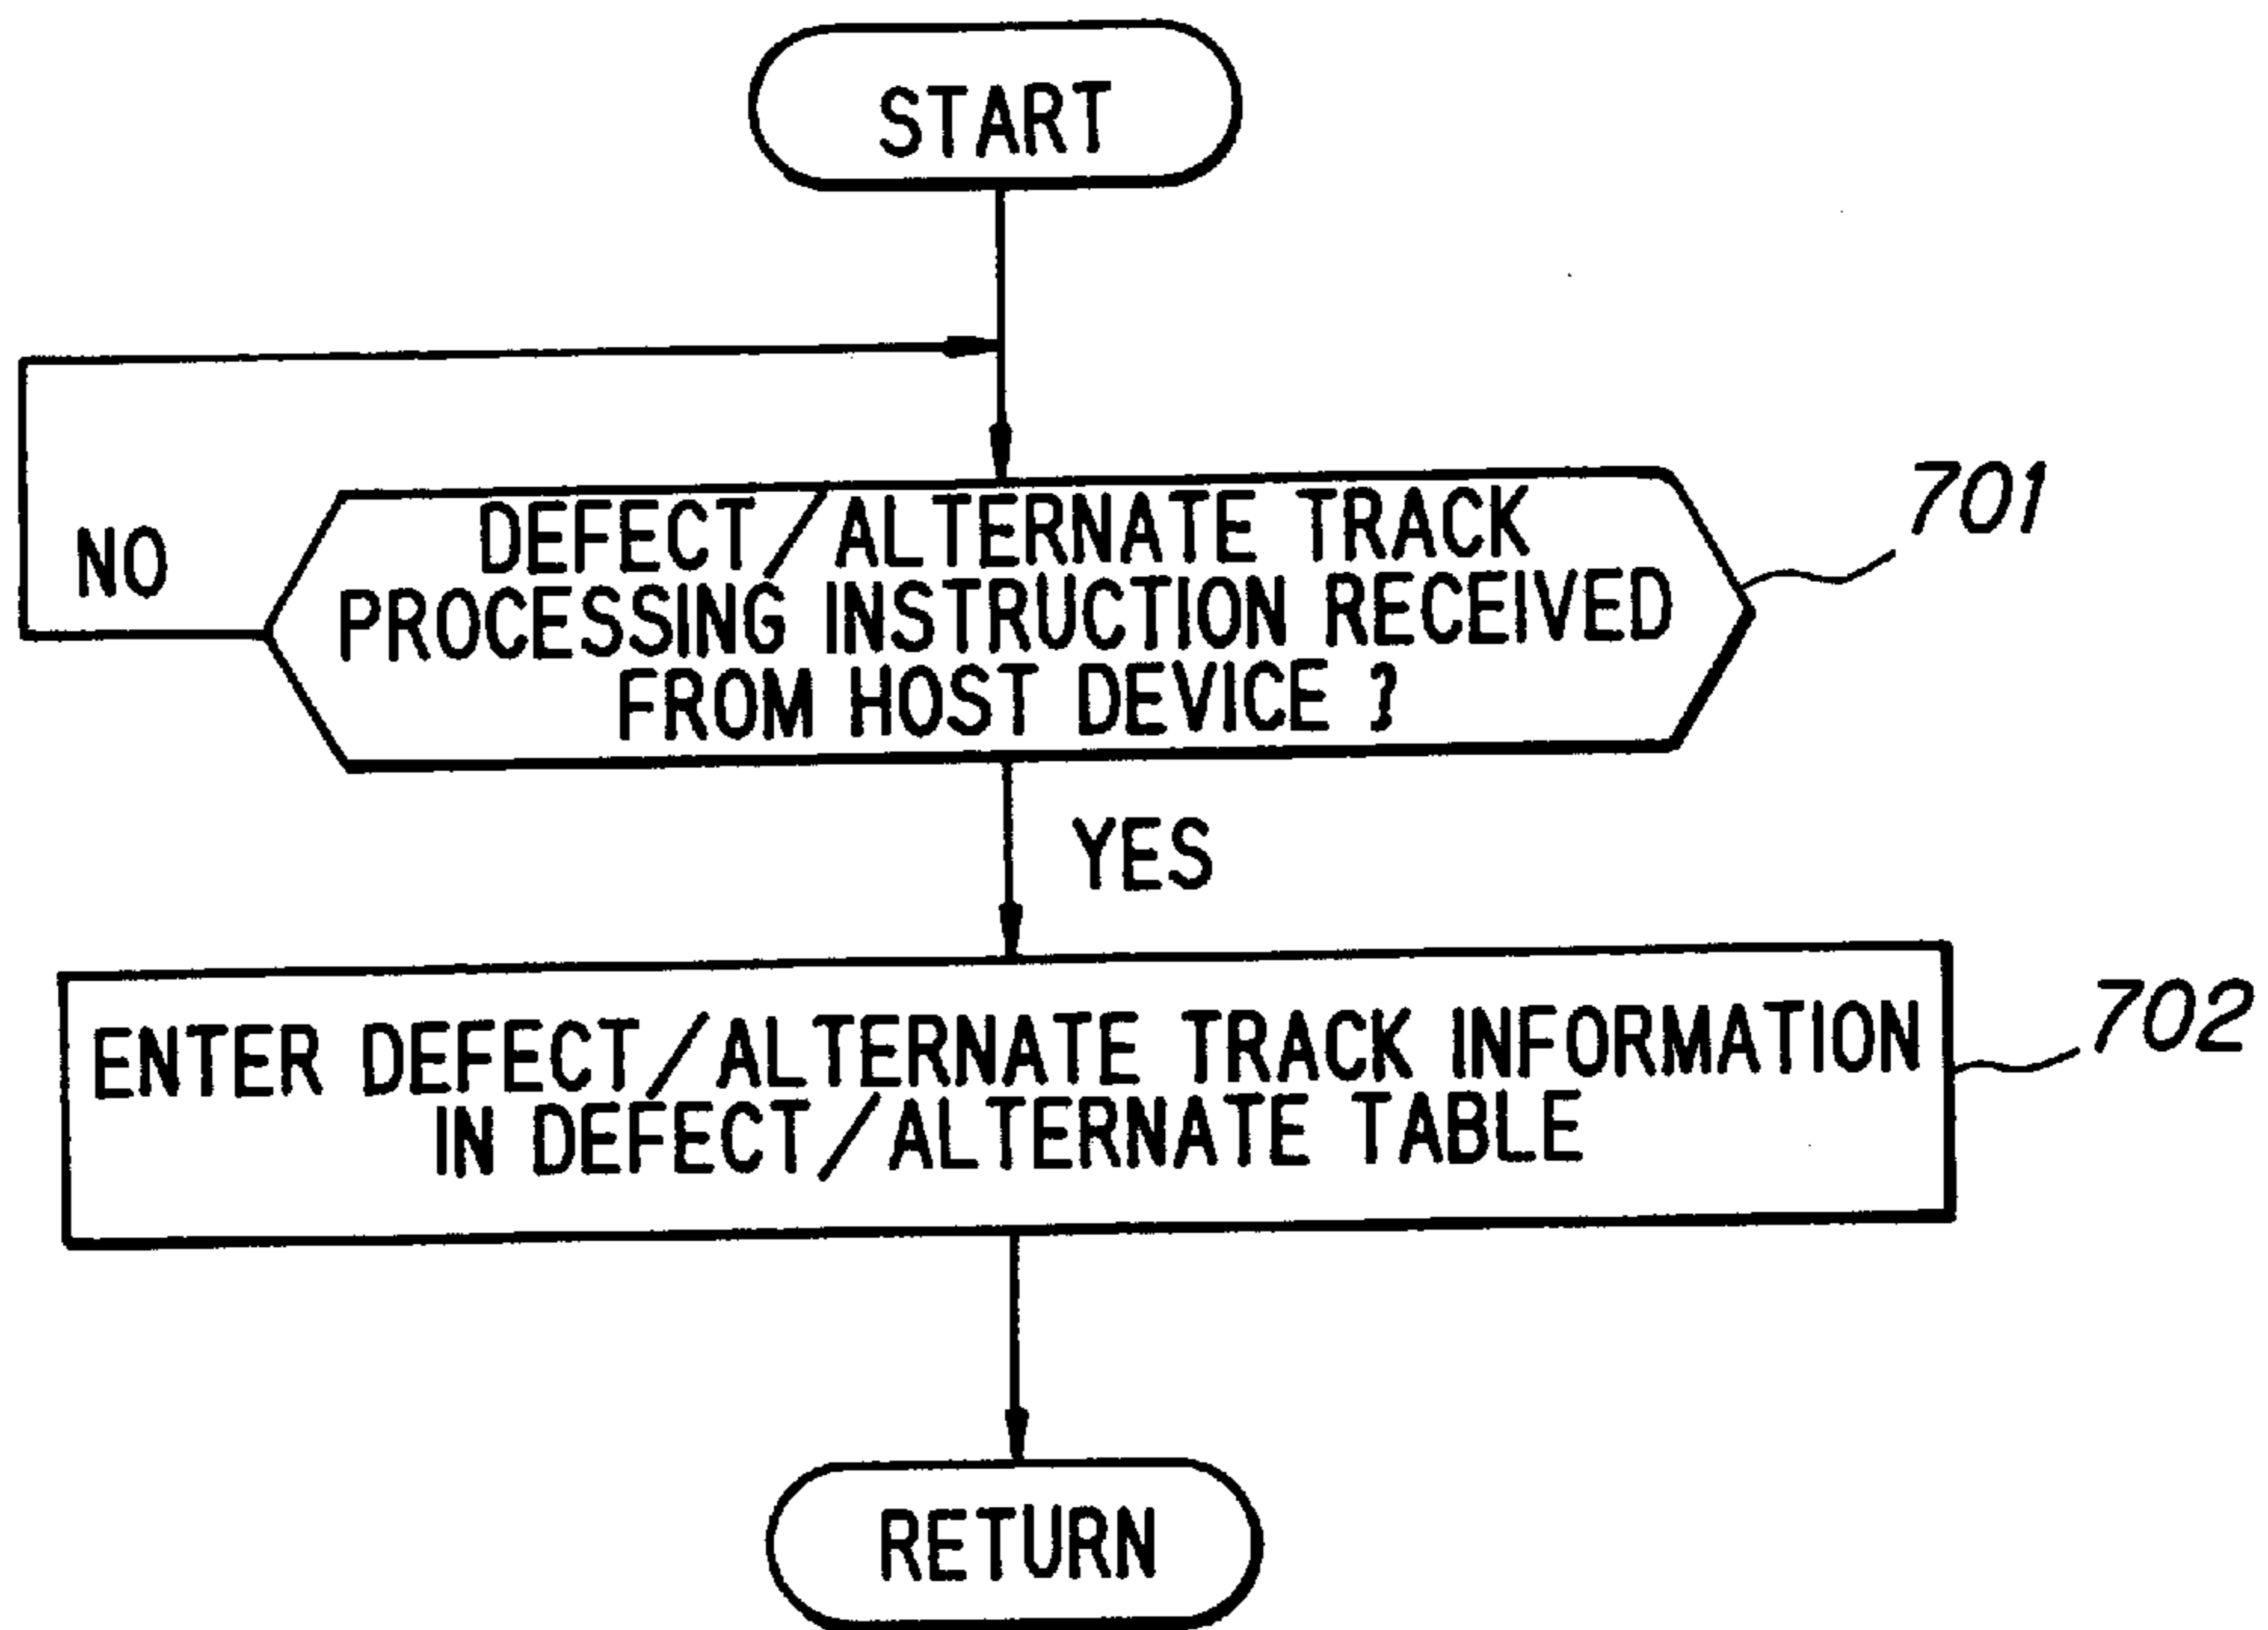 START
DEFECT/ALTERNATE TRACK
701
PROCESSING INSTRUCTION RECEIVED
FROM HOST DEVICE ?
NO
YES
ENTER DEFECT/ALTERNATE TRACK INFORMATION
702
IN DEFECT/ALTERNATE TABLE
RETURN